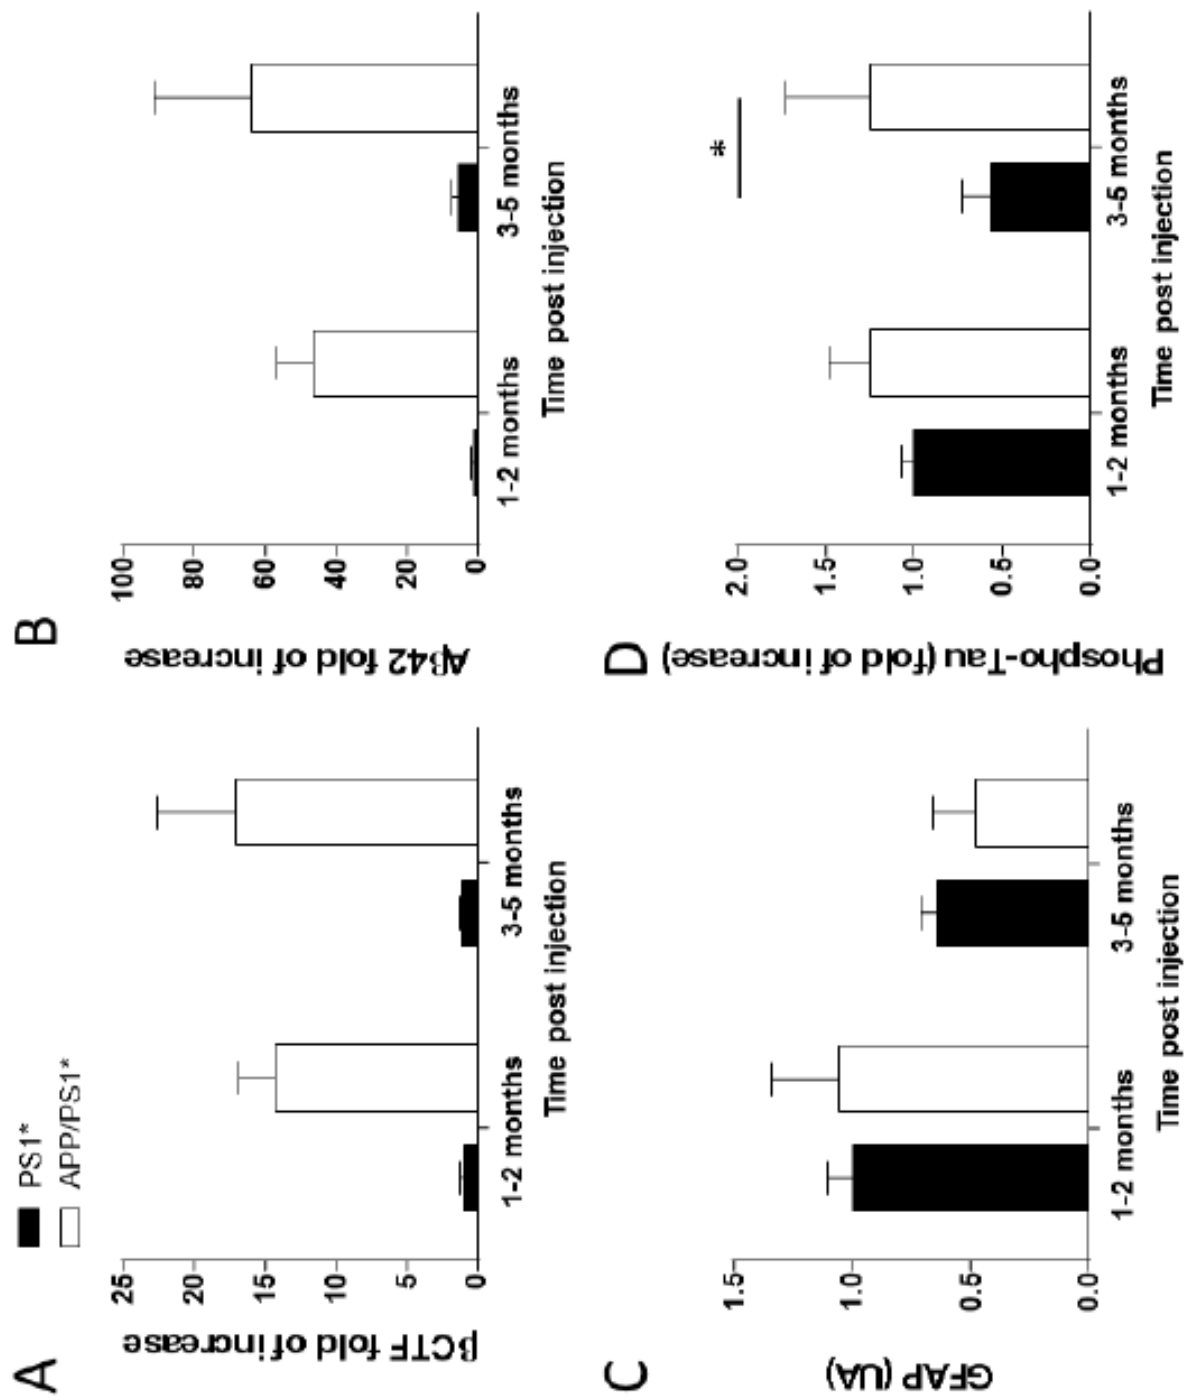 PS1*
APP/PS1*
A
βCTF fold of increase
25
20
15
10
5
0
1-2 months
3-5 months
Time post injection
B
Aβ42 fold of increase
100
80
60
40
20
0
1-2 months
3-5 months
Time post injection
C
GFAP (UA)
1.5
1.0
0.5
0.0
1-2 months
3-5 months
Time post injection
D
Phospho-Tau (fold of increase)
2.0
1.5
1.0
0.5
0.0
*
1-2 months
3-5 months
Time post injection